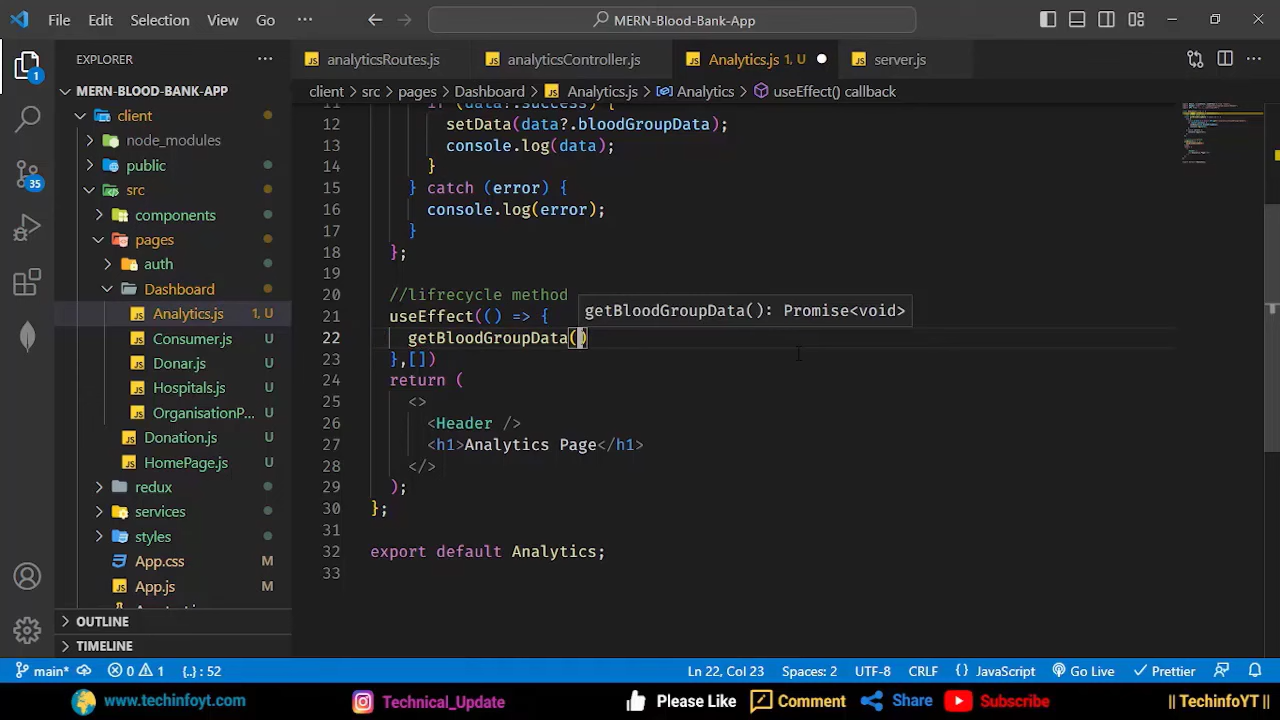 File Edit Selection View Go ··· MERN-Blood-Bank-App
EXPLORER
analyticsRoutes.js analyticsController.js Analytics.js 1, U server.js
client > src > pages > Dashboard > Analytics.js > Analytics > useEffect() callback
MERN-BLOOD-BANK-APP
client
node_modules
public
src
components
pages
auth
Dashboard
Analytics.js 1, U
Consumer.js U
Donar.js U
Hospitals.js U
OrganisationP... U
Donation.js U
HomePage.js U
redux
services
styles
App.css M
App.js M
OUTLINE
TIMELINE
1
35
11 if (data?.success) {
12 setData(data?.bloodGroupData);
13 console.log(data);
14 }
15 } catch (error) {
16 console.log(error);
17 }
18 };
19
20 //lifrecycle method
getBloodGroupData(): Promise<void>
21 useEffect(() => {
22 getBloodGroupData()
23 },[])
24 return (
25 <>
26 <Header />
27 <h1>Analytics Page</h1>
28 </>
29 );
30 };
31
32 export default Analytics;
33
main* 0 1 {..} : 52 Ln 22, Col 23 Spaces: 2 UTF-8 CRLF {} JavaScript Go Live Prettier
www.techinfoyt.com Technical_Update Please Like Comment Share Subscribe || TechinfoYT ||